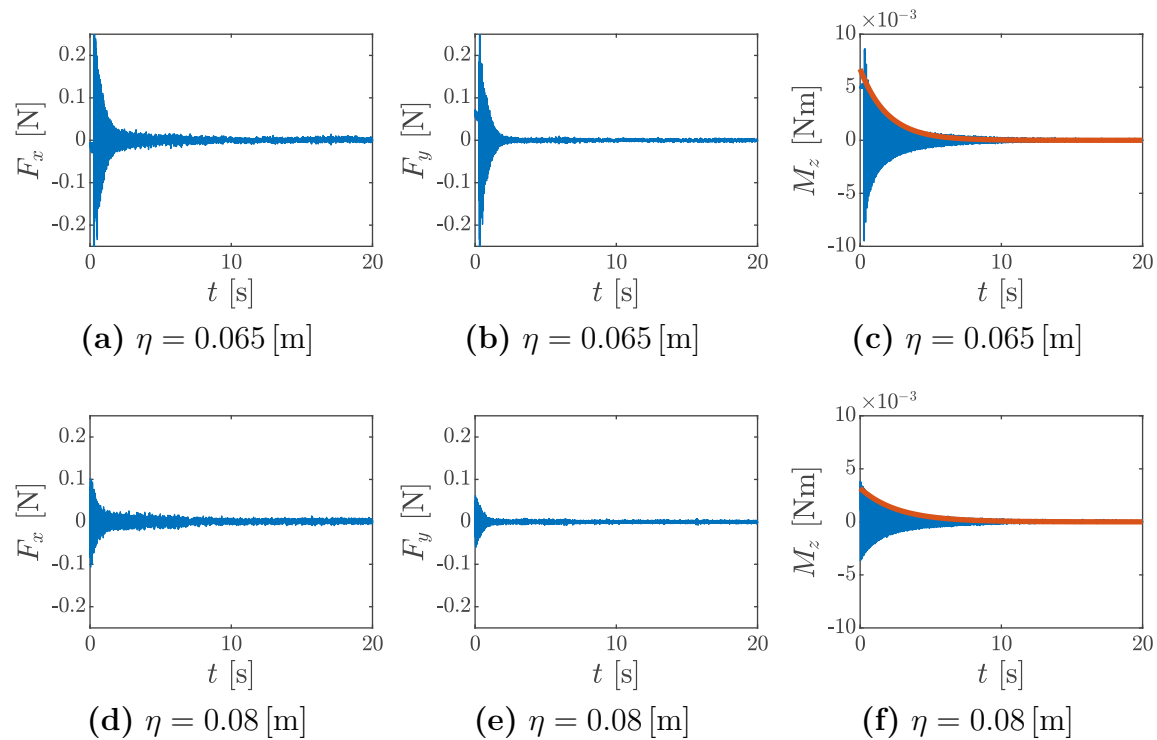 ×10⁻³
0.2 0.2 10
0.1 0.1 5
0 0 0
-0.1 -0.1 -5
-0.2 -0.2 -10
F_x [N] F_y [N] M_z [Nm]
0 10 20 0 10 20 0 10 20
t [s] t [s] t [s]
(a) η = 0.065 [m] (b) η = 0.065 [m] (c) η = 0.065 [m]
×10⁻³
0.2 0.2 10
0.1 0.1 5
0 0 0
-0.1 -0.1 -5
-0.2 -0.2 -10
F_x [N] F_y [N] M_z [Nm]
0 10 20 0 10 20 0 10 20
t [s] t [s] t [s]
(d) η = 0.08 [m] (e) η = 0.08 [m] (f) η = 0.08 [m]